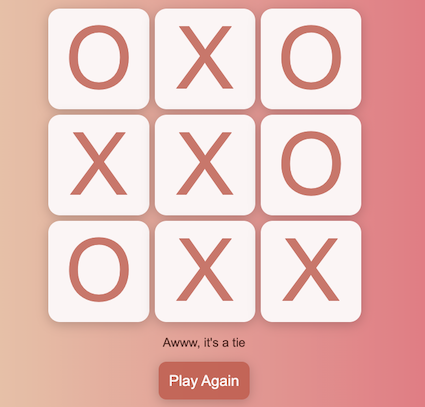 O X O
X X O
O X X
Awww, it's a tie
Play Again